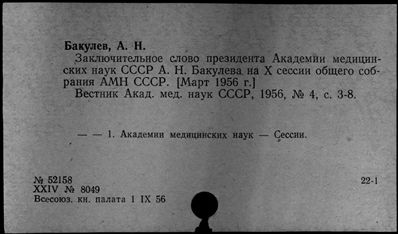 Бакулев, А. Н.
Заключительное слово президента Академии медицин-
ских наук СССР А. Н. Бакулева на X сессии общего соб-
рания АМН СССР. [Март 1956 г.]
Вестник Акад. мед. наук СССР, 1956, № 4, с. 3-8.
— — 1. Академии медицинских наук — Сессии.
№ 52158
22-1
XXIV № 8049
Всесоюз. кн. палата 1 IX 56